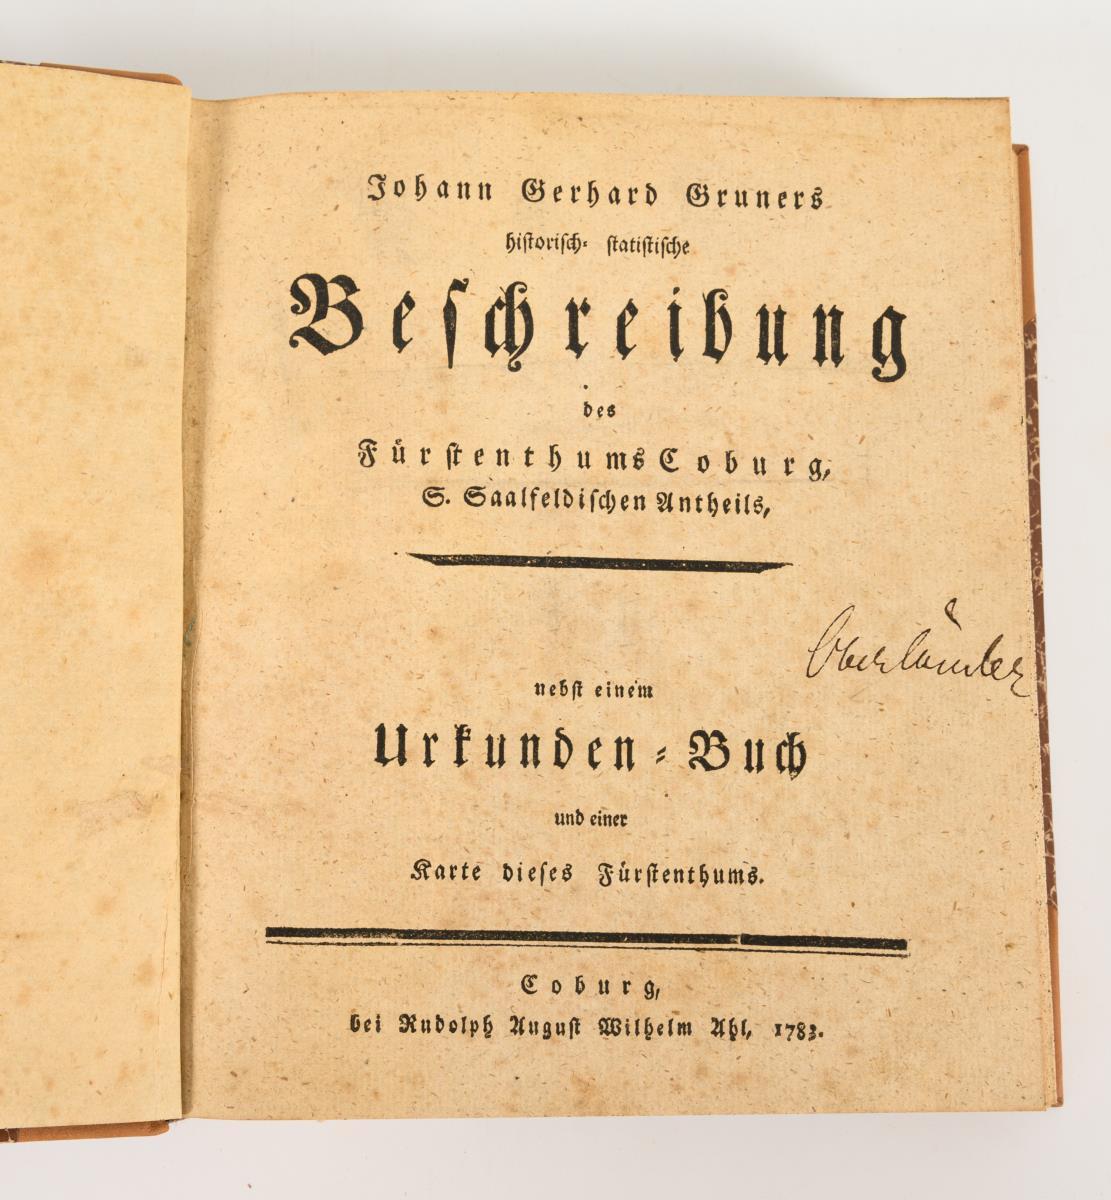 Johann Gerhard Gruners
historisch- statistische
Beschreibung
des
Fürstenthums Coburg,
S. Saalfeldischen Antheils,
Oberländer
nebst einem
Urkunden-Buch
und einer
Karte dieses Fürstenthums.
Coburg,
bei Rudolph August Wilhelm Ahl, 1783.